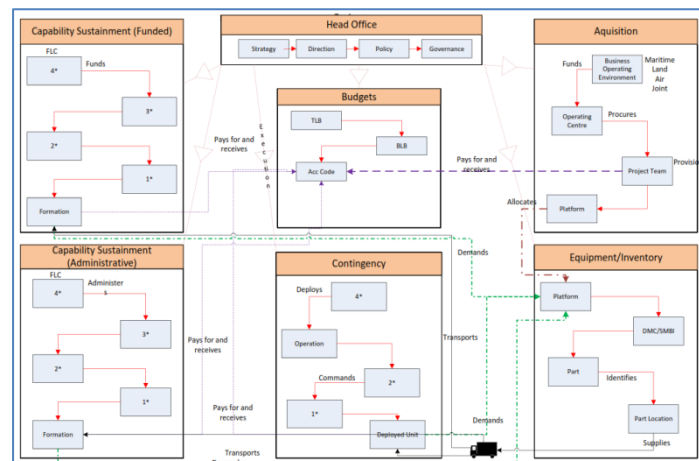 Head Office
Strategy
Direction
Policy
Governance
Capability Sustainment (Funded)
FLC
4*
Funds
3*
2*
1*
Formation
Budgets
TLB
BLB
Acc Code
Pays for and
receives
E
x
e
c
u
t
i
o
n
Aquisition
Funds
Business
Operating
Environment
Maritime
Land
Air
Joint
Operating
Centre
Procures
Project Team
Provision
Pays for and
receives
Allocates
Platform
Capability Sustainment
(Administrative)
FLC
4*
Administer
s
3*
2*
1*
Formation
Pays for and
receives
Pays for and
receives
Transports
Contingency
Deploys
4*
Operation
2*
Commands
1*
Deployed Unit
Demands
Transports
Demands
Equipment/Inventory
Platform
DMC/SMBI
Part
Identifies
Part Location
Supplies